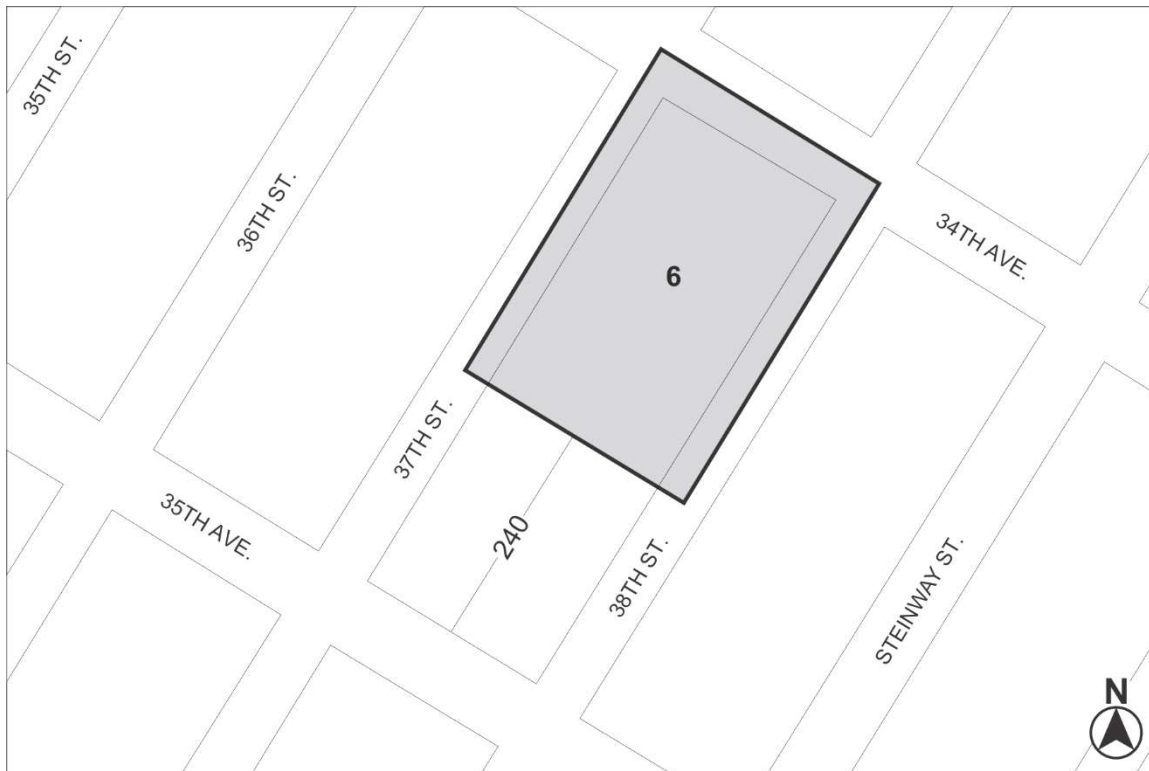 35TH ST.
36TH ST.
34TH AVE.
6
37TH ST.
35TH AVE.
240
38TH ST.
STEINWAY ST.
N